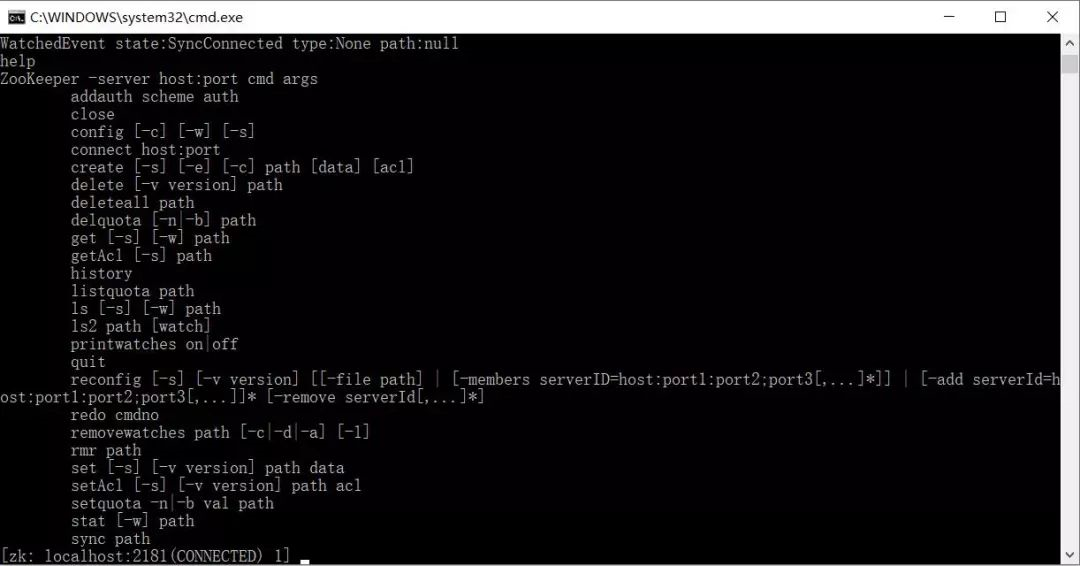 C:\WINDOWS\system32\cmd.exe
WatchedEvent state:SyncConnected type:None path:null
help
ZooKeeper -server host:port cmd args
addauth scheme auth
close
config [-c] [-w] [-s]
connect host:port
create [-s] [-e] [-c] path [data] [acl]
delete [-v version] path
deleteall path
delquota [-n|-b] path
get [-s] [-w] path
getAcl [-s] path
history
listquota path
ls [-s] [-w] path
ls2 path [watch]
printwatches on|off
quit
reconfig [-s] [-v version] [[-file path] | [-members serverID=host:port1:port2;port3[,...]*]] | [-add serverId=h
ost:port1:port2;port3[,...]]* [-remove serverId[,...]*]
redo cmdno
removewatches path [-c|-d|-a] [-l]
rmr path
set [-s] [-v version] path data
setAcl [-s] [-v version] path acl
setquota -n|-b val path
stat [-w] path
sync path
[zk: localhost:2181(CONNECTED) 1]